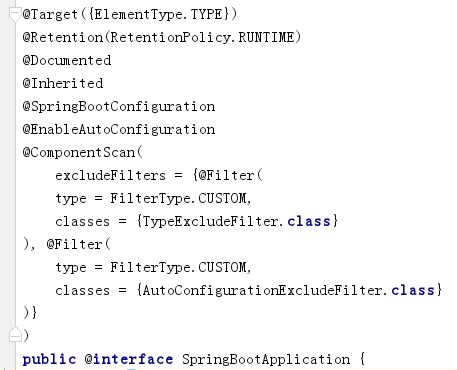 @Target({ElementType.TYPE})
@Retention(RetentionPolicy.RUNTIME)
@Documented
@Inherited
@SpringBootConfiguration
@EnableAutoConfiguration
@ComponentScan(
    excludeFilters = {@Filter(
    type = FilterType.CUSTOM,
    classes = {TypeExcludeFilter.class}
), @Filter(
    type = FilterType.CUSTOM,
    classes = {AutoConfigurationExcludeFilter.class}
)}
)
public @interface SpringBootApplication {